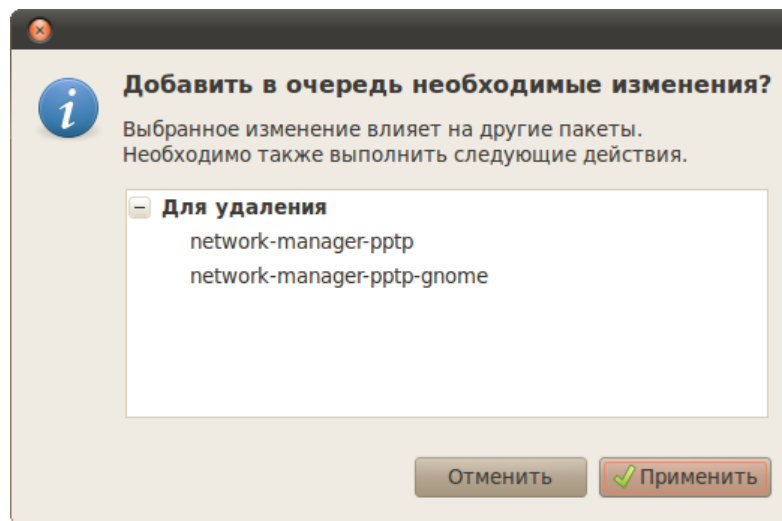 Добавить в очередь необходимые изменения?
Выбранное изменение влияет на другие пакеты.
Необходимо также выполнить следующие действия.
Для удаления
network-manager-pptp
network-manager-pptp-gnome
Отменить
Применить